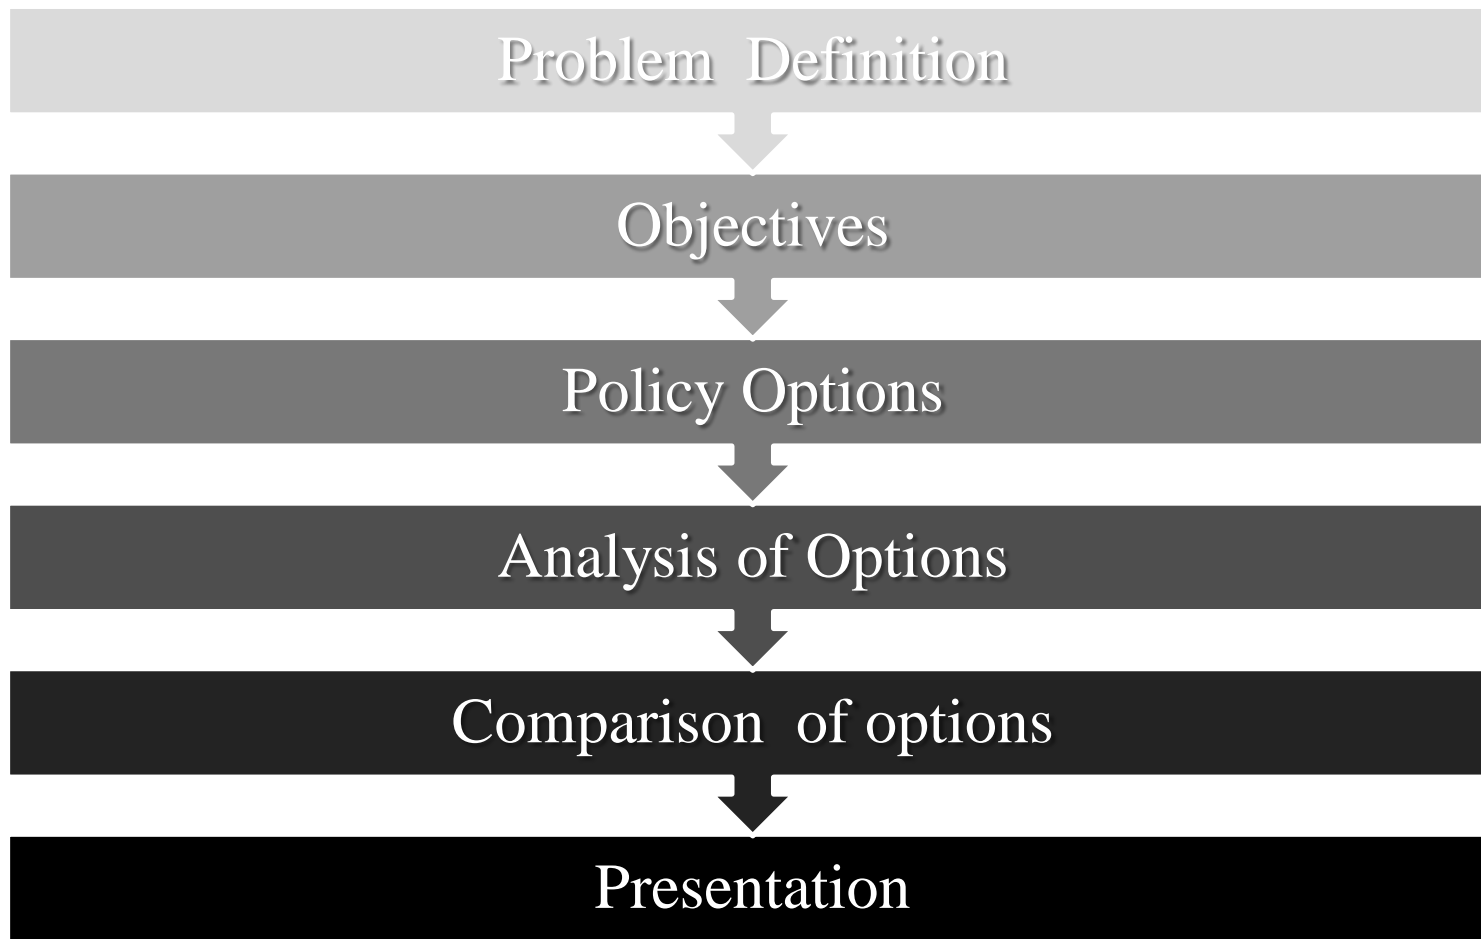 Problem  Definition
Objectives
Policy Options
Analysis of Options
Comparison  of options
Presentation